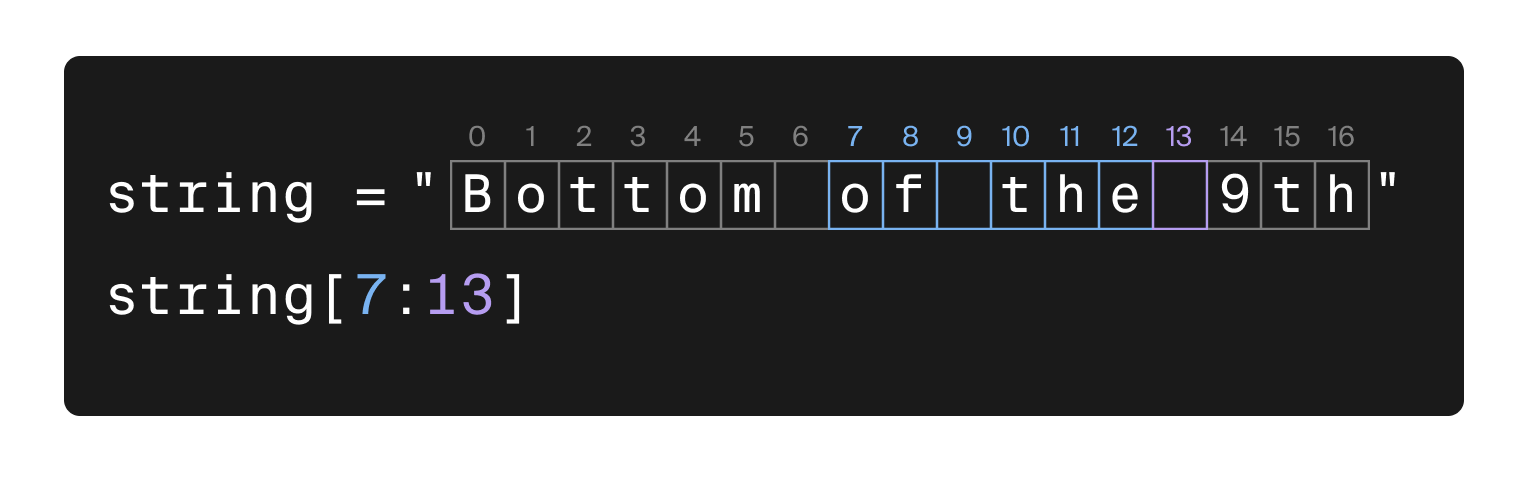 0 1 2 3 4 5 6 7 8 9 10 11 12 13 14 15 16
string = "Bottom of the 9th"
string[7:13]